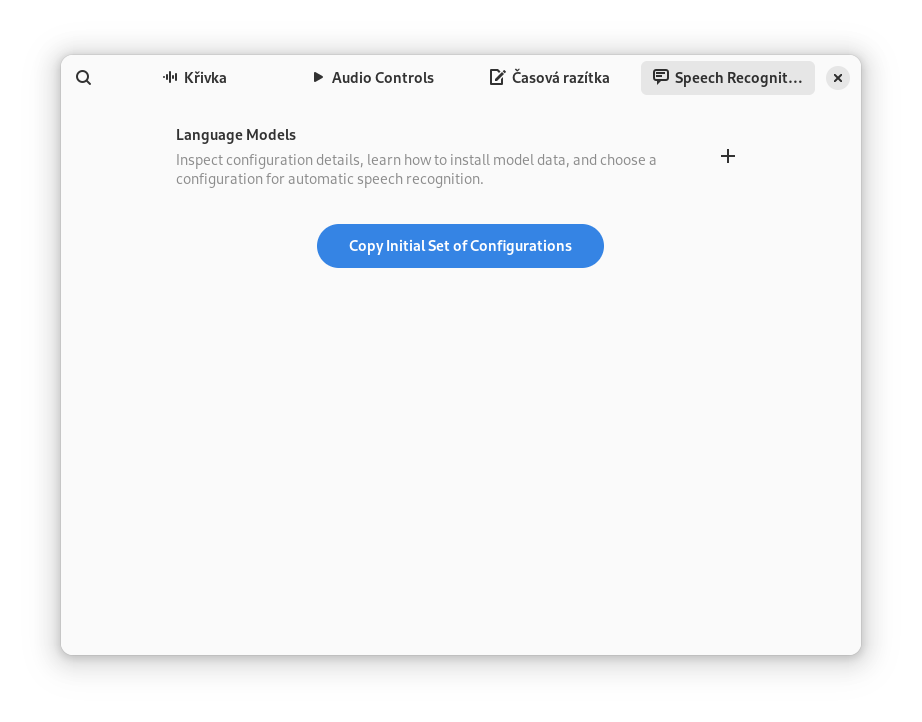 Křivka
Audio Controls
Časová razítka
Speech Recognit…
Language Models
Inspect configuration details, learn how to install model data, and choose a
configuration for automatic speech recognition.
Copy Initial Set of Configurations